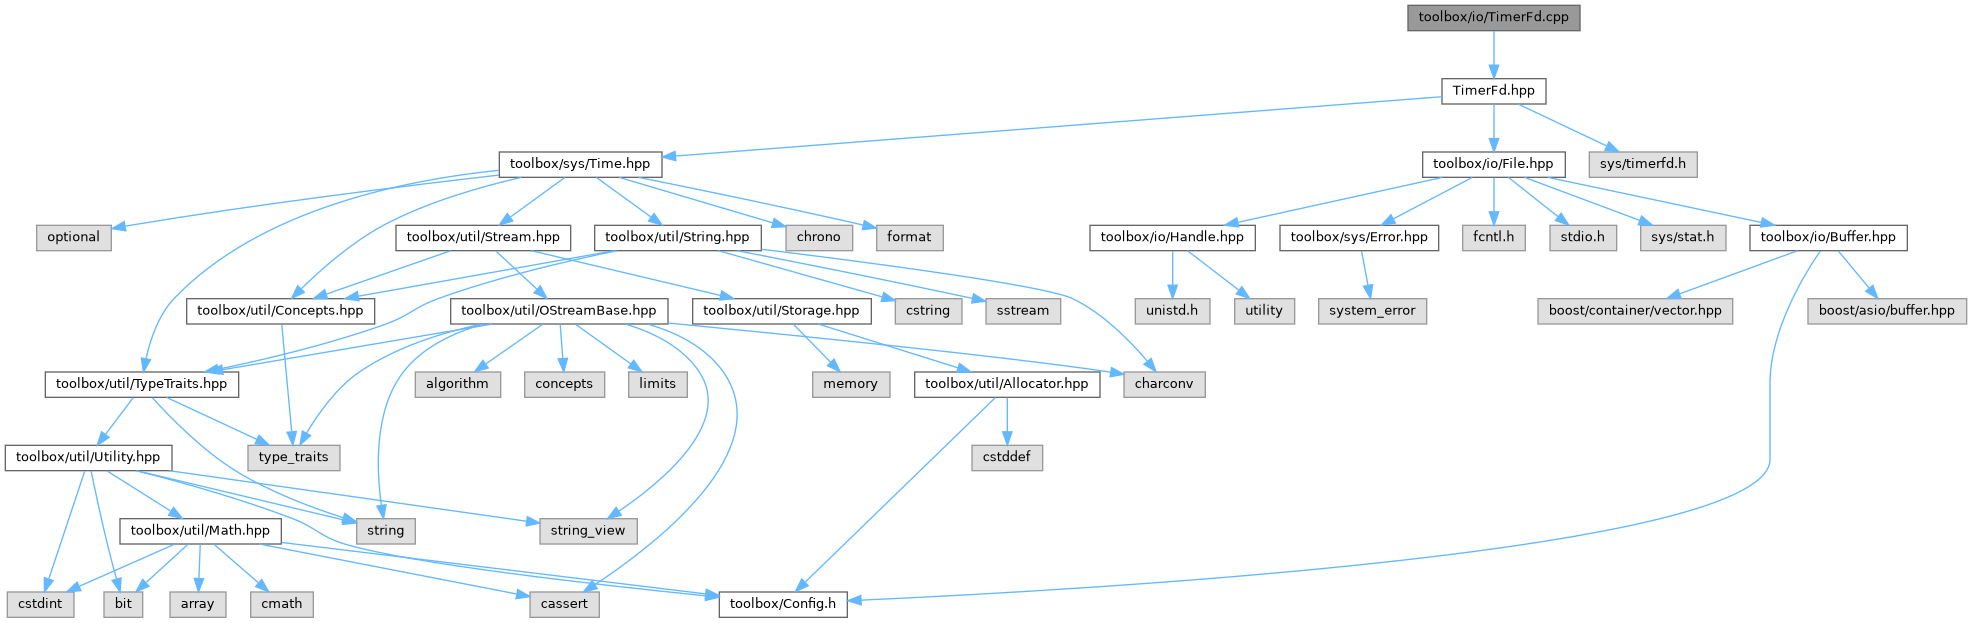 toolbox/io/TimerFd.cpp
TimerFd.hpp
toolbox/sys/Time.hpp
toolbox/io/File.hpp
sys/timerfd.h
optional
toolbox/util/Stream.hpp
toolbox/util/String.hpp
chrono
format
toolbox/io/Handle.hpp
toolbox/sys/Error.hpp
fcntl.h
stdio.h
sys/stat.h
toolbox/io/Buffer.hpp
toolbox/util/Concepts.hpp
toolbox/util/OStreamBase.hpp
toolbox/util/Storage.hpp
cstring
sstream
unistd.h
utility
system_error
boost/container/vector.hpp
boost/asio/buffer.hpp
toolbox/util/TypeTraits.hpp
algorithm
concepts
limits
memory
toolbox/util/Allocator.hpp
charconv
toolbox/util/Utility.hpp
type_traits
cstddef
toolbox/util/Math.hpp
string
string_view
cstdint
bit
array
cmath
cassert
toolbox/Config.h